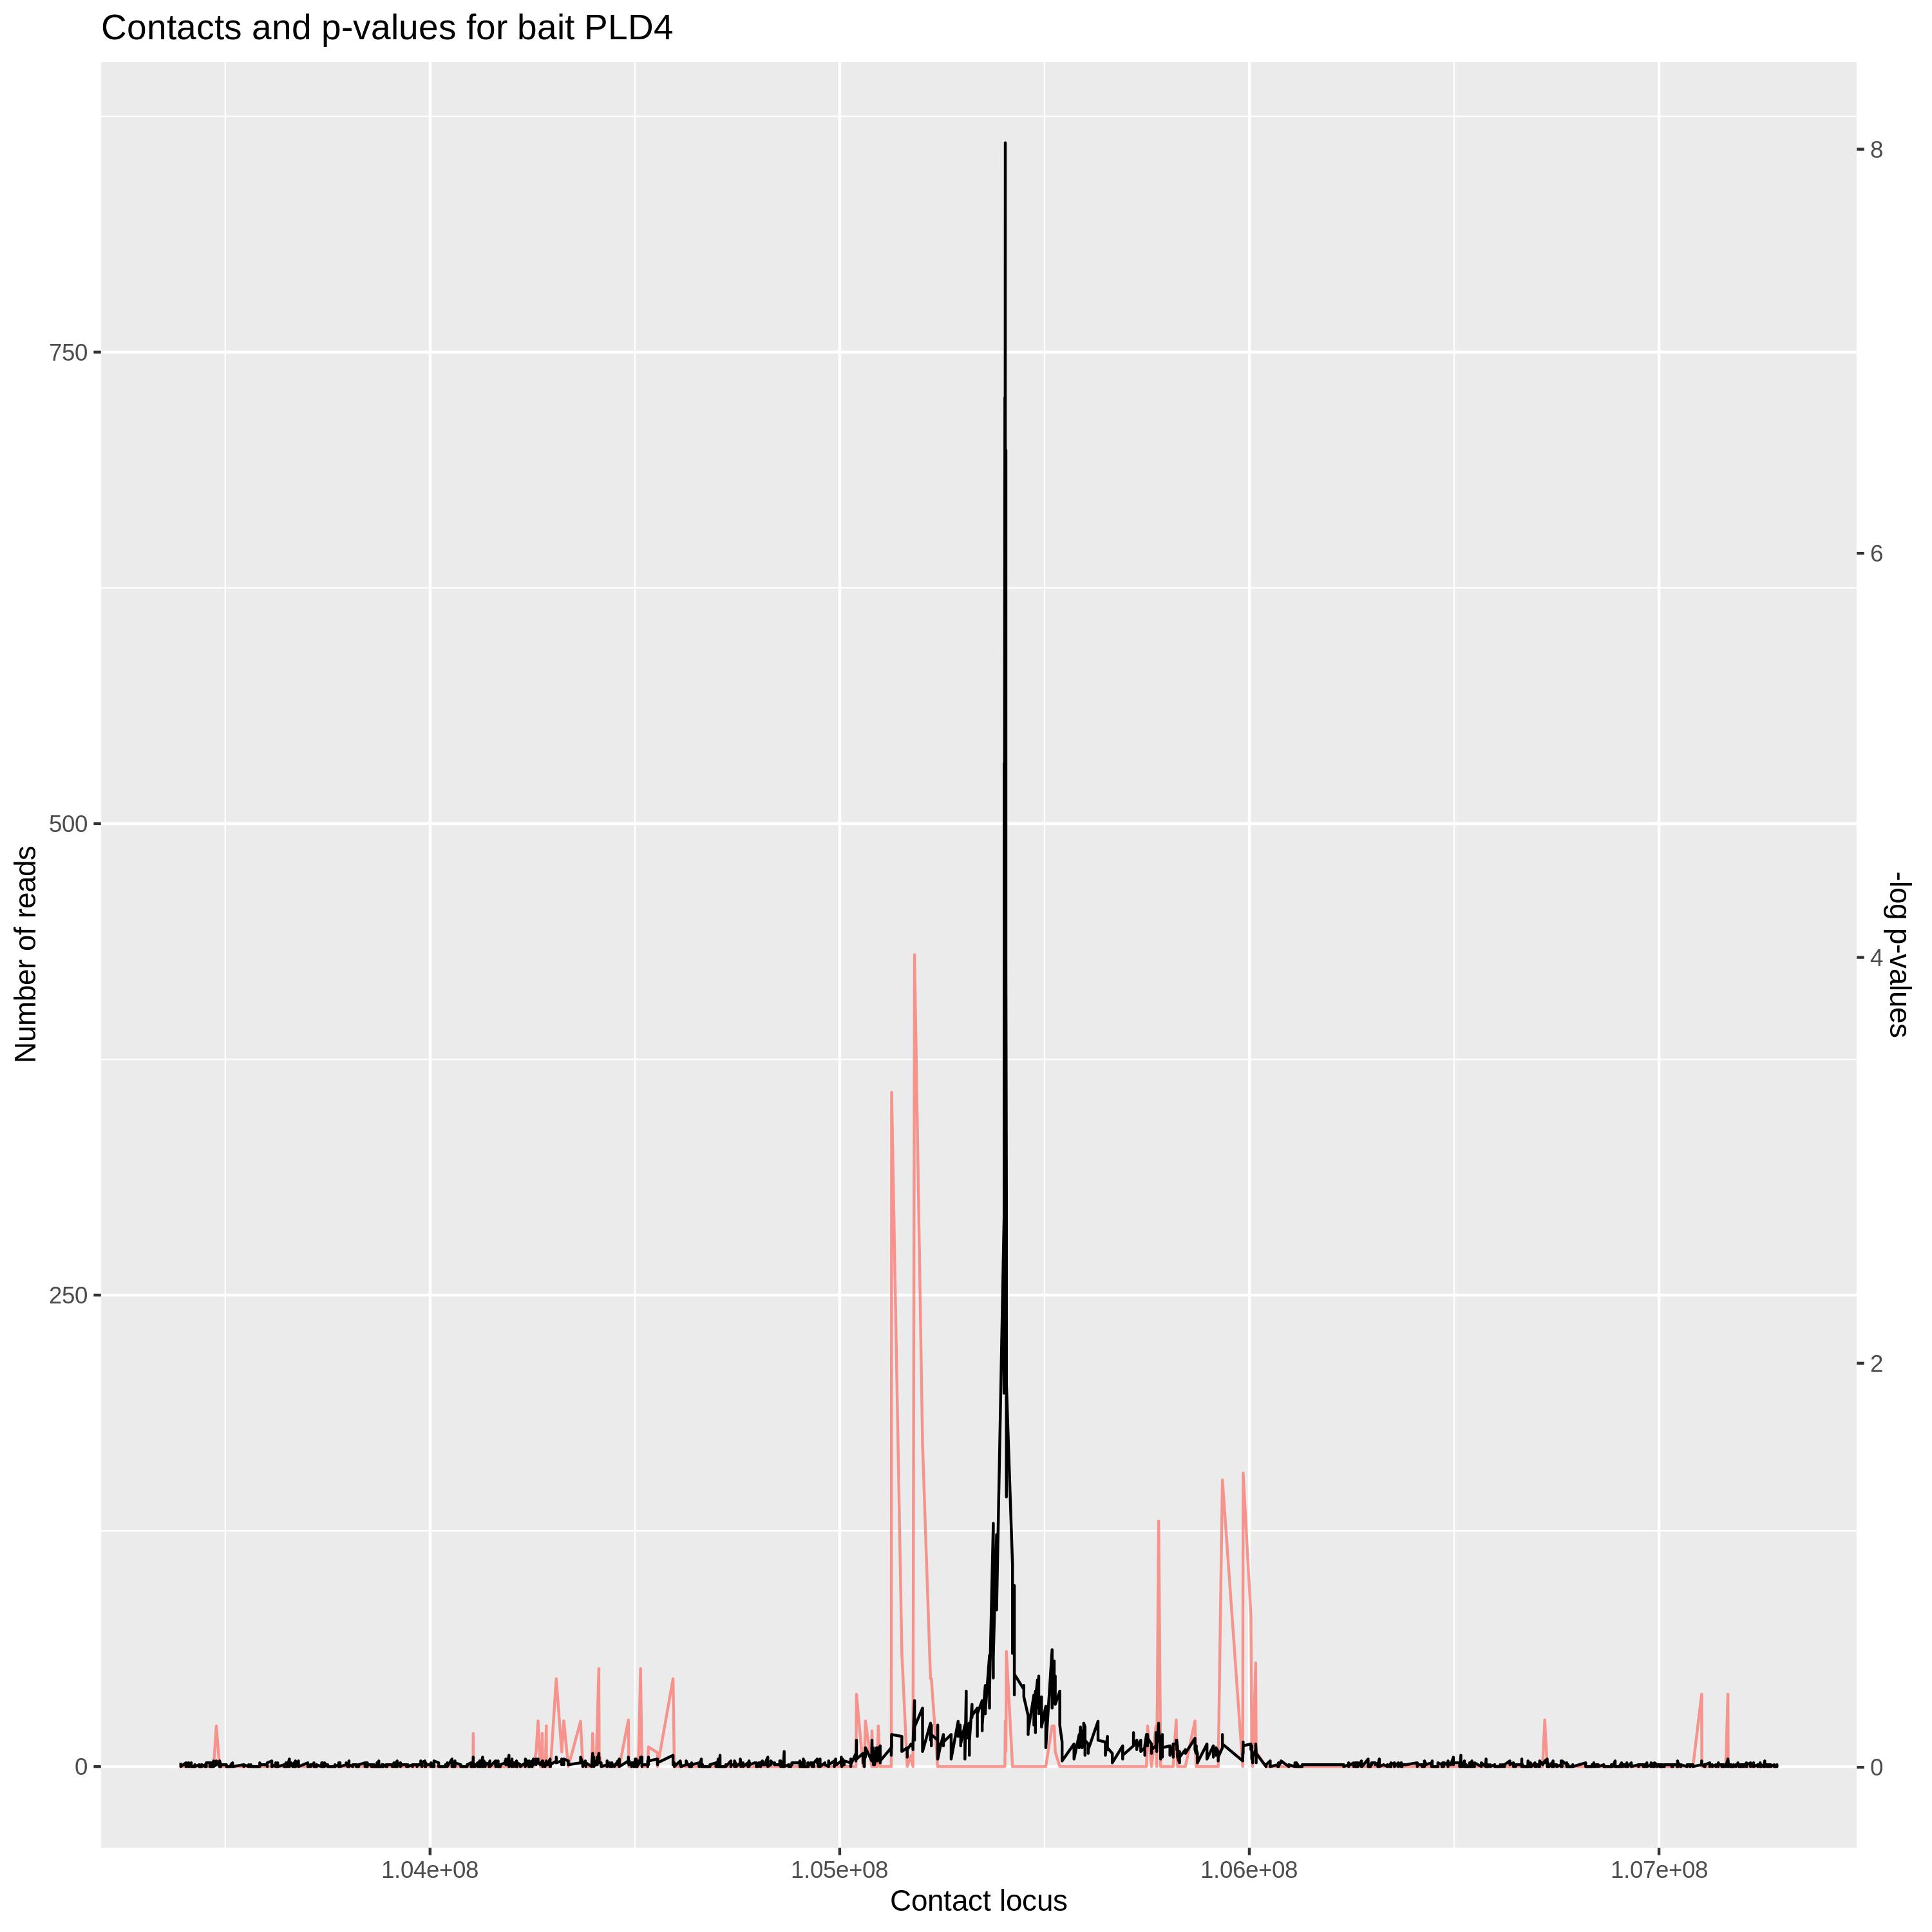 Contacts and p-values for bait PLD4
Number of reads
750
500
250
0
8
6
4
2
0
-log p-values
1.04e+08
1.05e+08
1.06e+08
1.07e+08
Contact locus